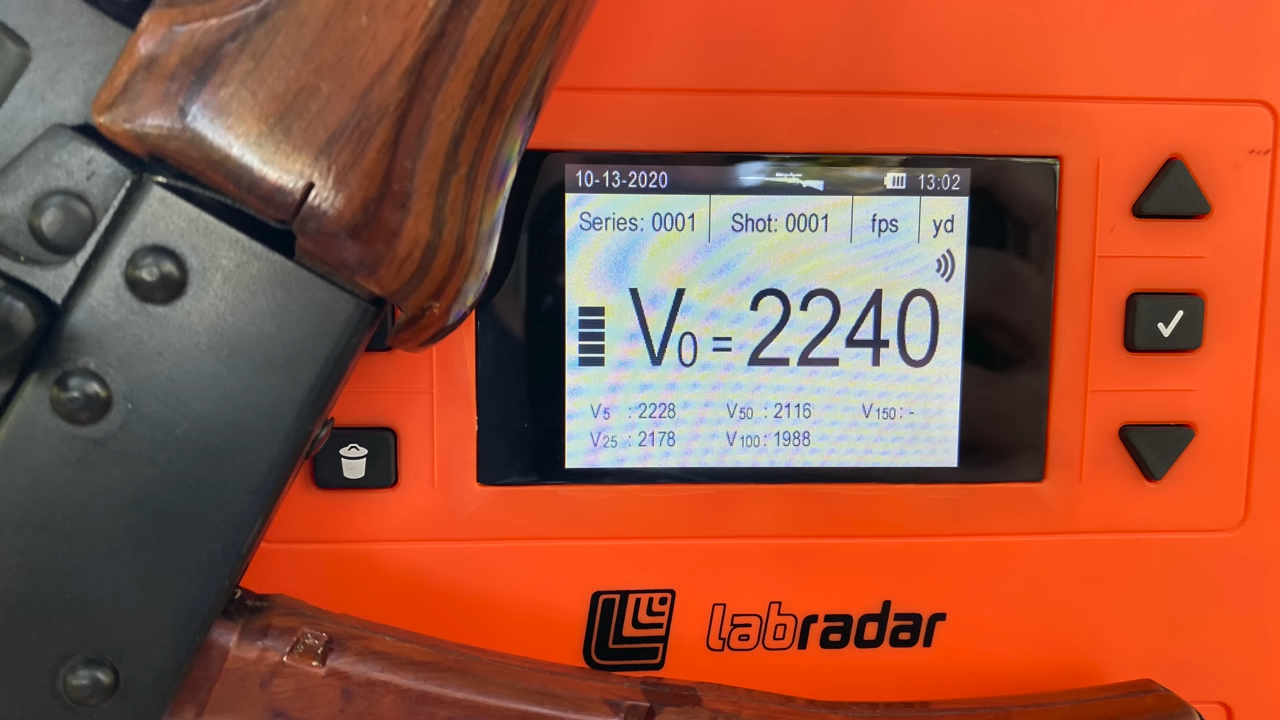 10-13-2020 13:02
Series: 0001 Shot: 0001 fps yd
V0 = 2240
V5 : 2228 V50 : 2116 V150 : -
V25 : 2178 V100 : 1988
labradar